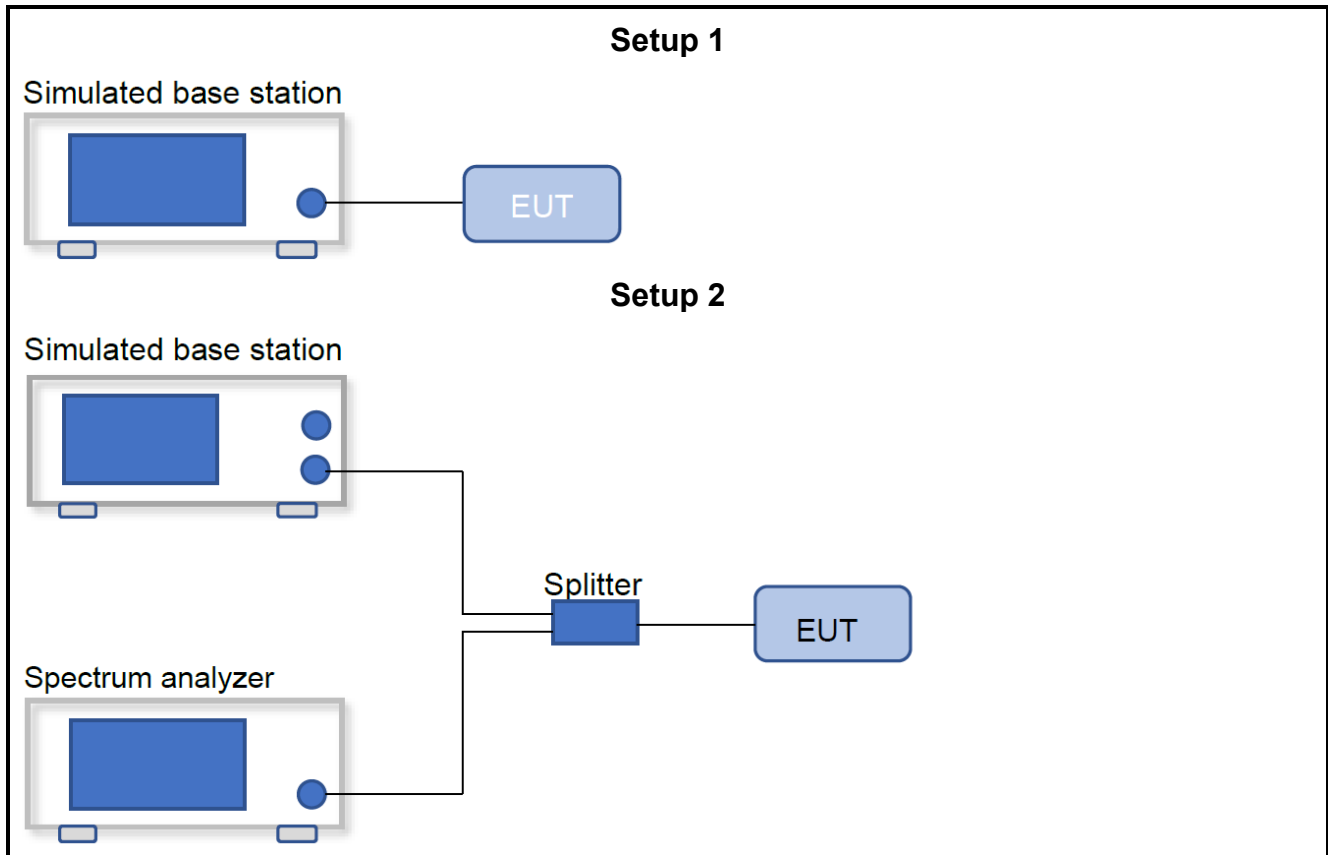 Setup 1
Simulated base station
EUT
Setup 2
Simulated base station
Splitter
EUT
Spectrum analyzer